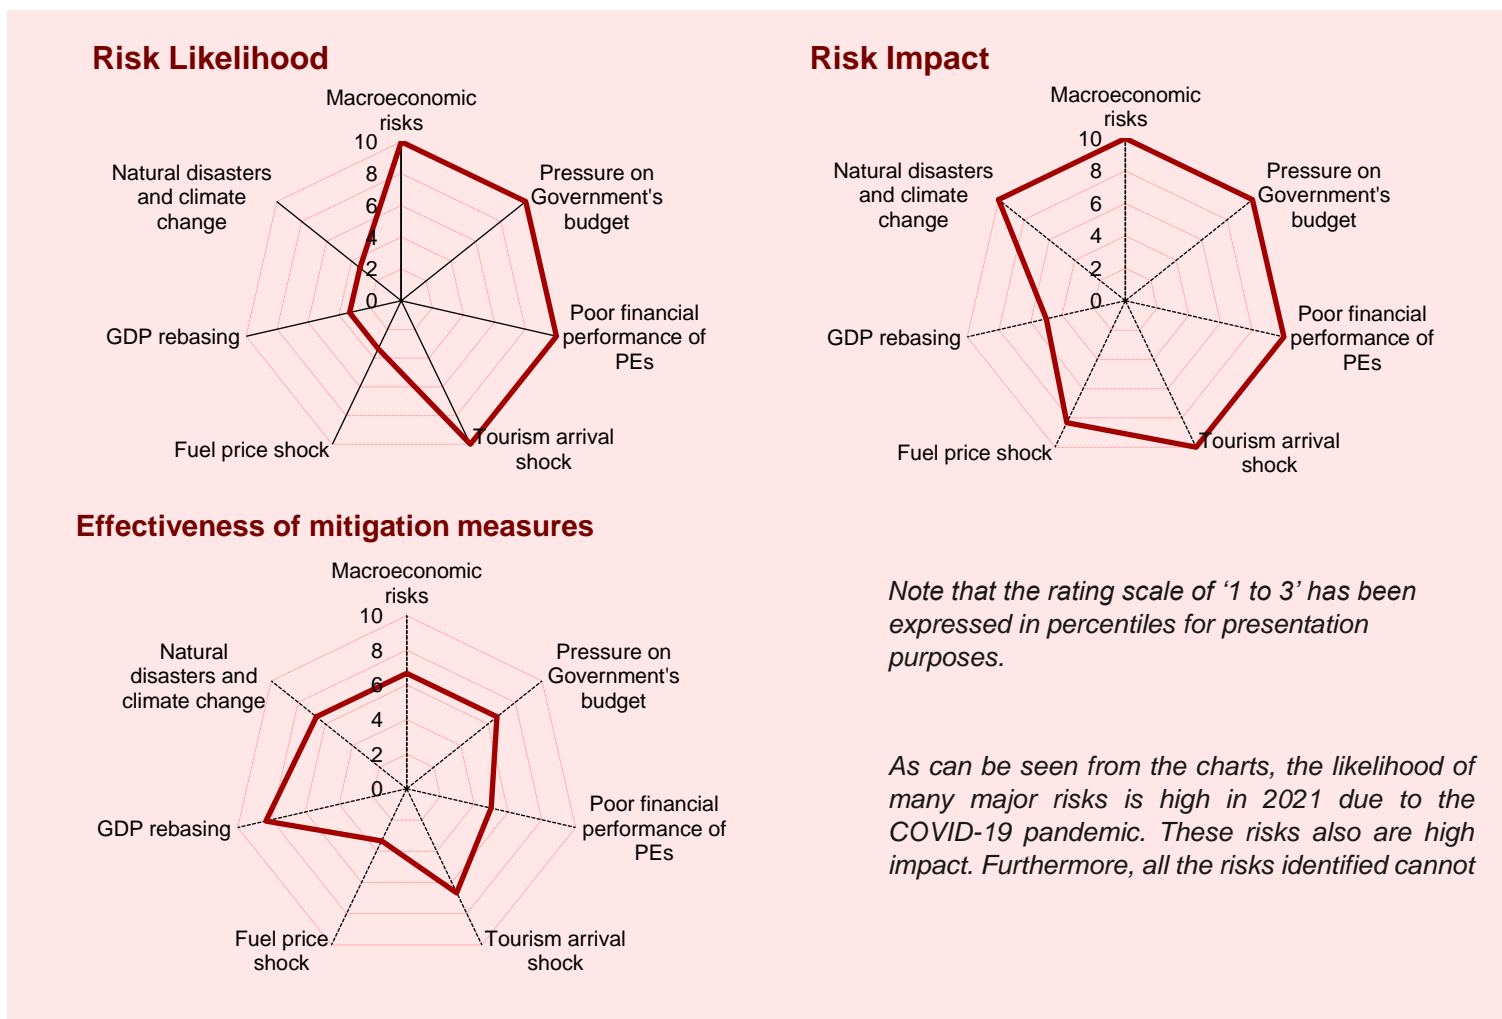 Risk Likelihood
Macroeconomic
risks
10
8
6
4
2
0
Pressure on
Government's
budget
Poor financial
performance of
PEs
Tourism arrival
shock
Fuel price shock
GDP rebasing
Natural disasters
and climate
change
Risk Impact
Macroeconomic
risks
10
8
6
4
2
0
Pressure on
Government's
budget
Poor financial
performance of
PEs
Tourism arrival
shock
Fuel price shock
GDP rebasing
Natural disasters
and climate
change
Effectiveness of mitigation measures
Macroeconomic
risks
10
8
6
4
2
0
Pressure on
Government's
budget
Poor financial
performance of
PEs
Tourism arrival
shock
Fuel price
shock
GDP rebasing
Natural
disasters and
climate change
Note that the rating scale of ‘1 to 3’ has been
expressed in percentiles for presentation
purposes.
As can be seen from the charts, the likelihood of
many major risks is high in 2021 due to the
COVID-19 pandemic. These risks also are high
impact. Furthermore, all the risks identified cannot